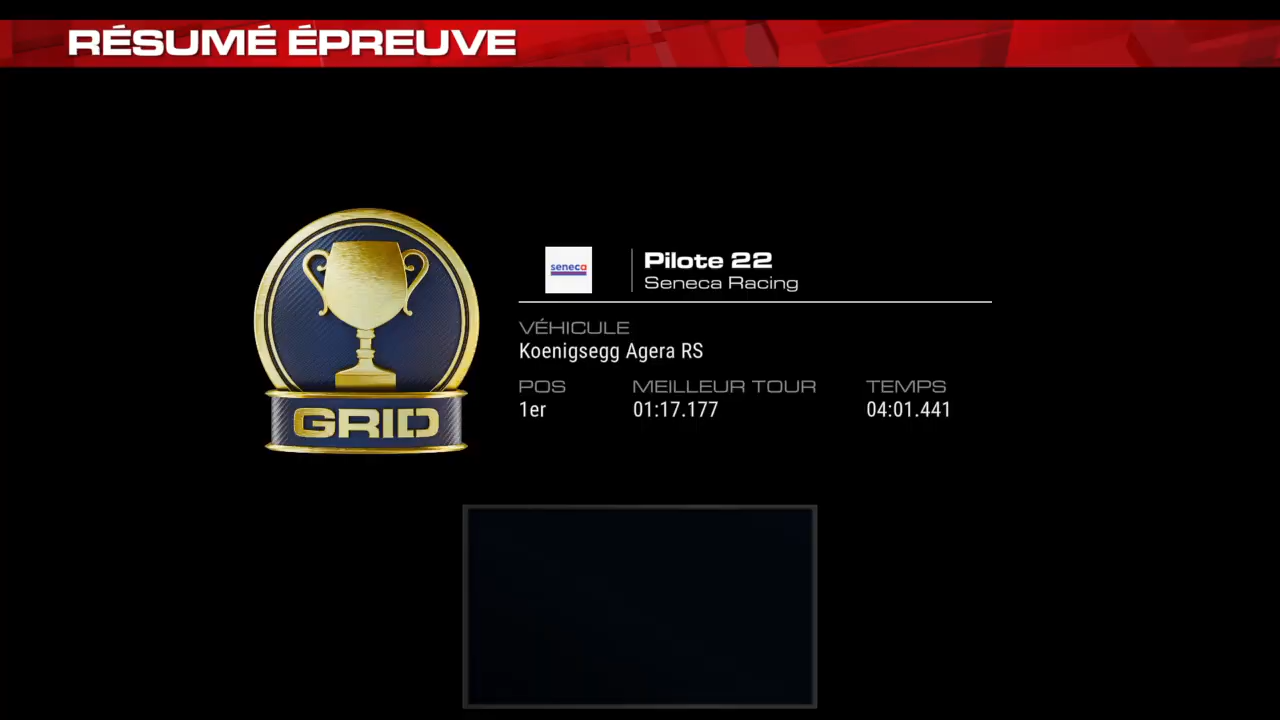 RÉSUMÉ ÉPREUVE
seneca
Pilote 22
Seneca Racing
VÉHICULE
Koenigsegg Agera RS
POS MEILLEUR TOUR TEMPS
1er 01:17.177 04:01.441
GRID